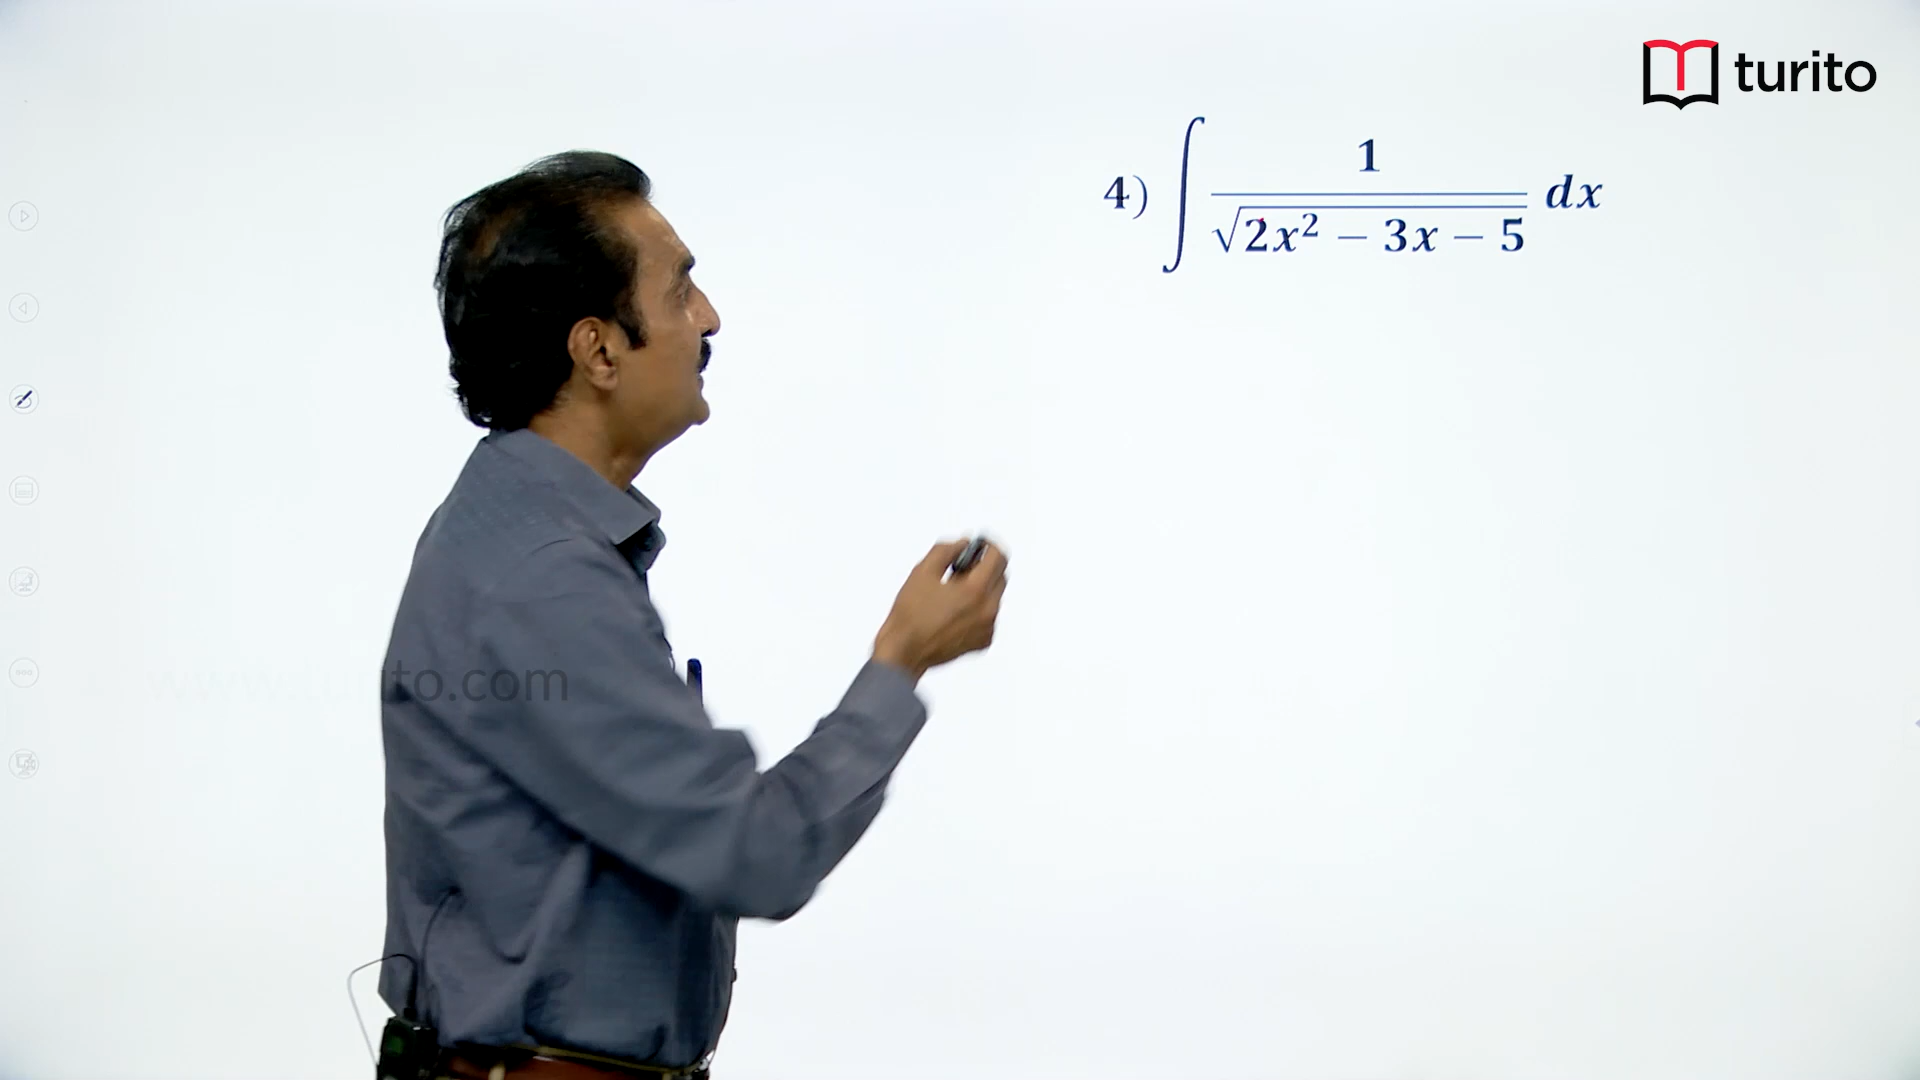 turito
4) ∫ 1/√(2x² − 3x − 5) dx
www.turito.com